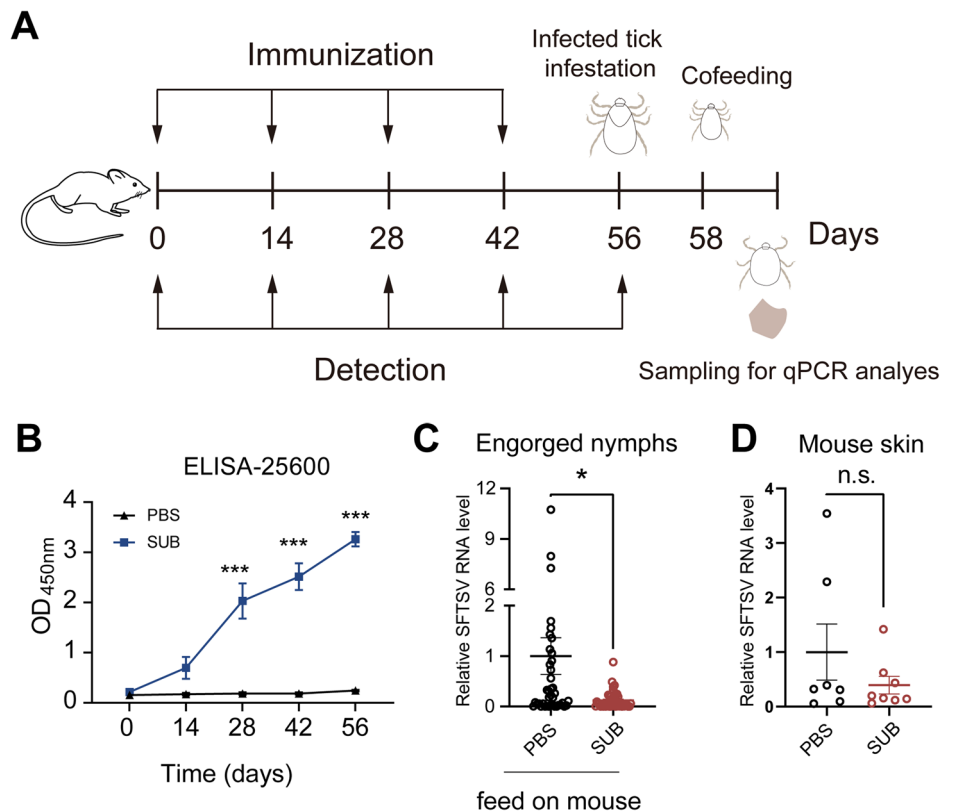 A
Immunization
Infected tick
infestation
Cofeeding
0 14 28 42 56 58 Days
Detection
Sampling for qPCR analyes
B
ELISA-25600
PBS
SUB
***
***
***
OD450nm
4
3
2
1
0
0 14 28 42 56
Time (days)
C
Engorged nymphs
*
Relative SFTSV RNA level
12
9
6
2
1
0
PBS
SUB
feed on mouse
D
Mouse skin
n.s.
Relative SFTSV RNA level
4
3
2
1
0
PBS
SUB